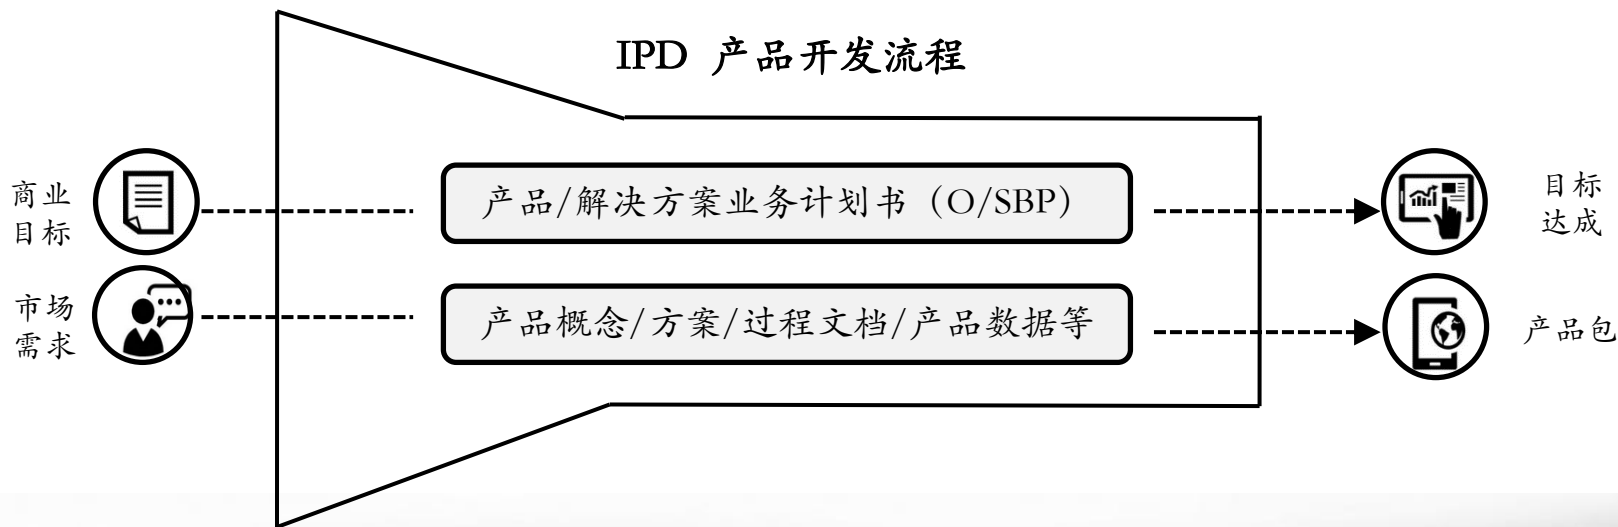 IPD 产品开发流程
商业
目标
产品/解决方案业务计划书（O/SBP）
目标
达成
市场
需求
产品概念/方案/过程文档/产品数据等
产品包